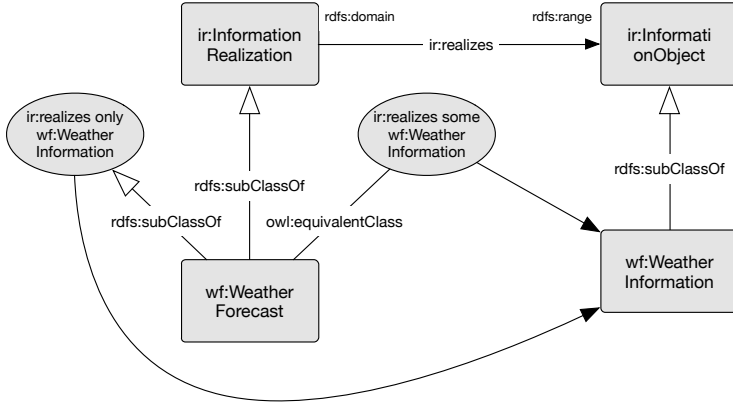 rdfs:domain
rdfs:range
ir:Information
Realization
ir:realizes
ir:Informati
onObject
ir:realizes only
wf:Weather
Information
ir:realizes some
wf:Weather
Information
rdfs:subClassOf
rdfs:subClassOf
rdfs:subClassOf
owl:equivalentClass
wf:Weather
Forecast
wf:Weather
Information